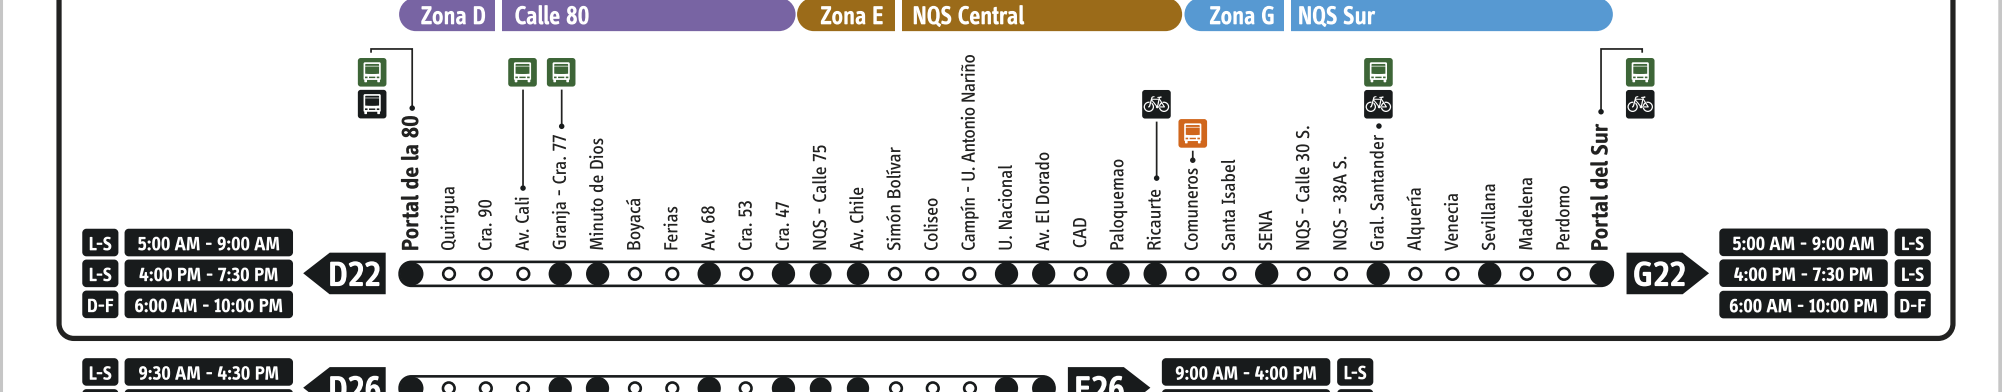 Zona D Calle 80 Zona E NQS Central Zona G NQS Sur
Portal de la 80
Quirigua
Cra. 90
Av. Cali
Granja - Cra. 77
Minuto de Dios
Boyacá
Ferias
Av. 68
Cra. 53
Cra. 47
NQS - Calle 75
Av. Chile
Simón Bolívar
Coliseo
Campín - U. Antonio Nariño
U. Nacional
Av. El Dorado
CAD
Paloquemao
Ricaurte
Comuneros
Santa Isabel
SENA
NQS - Calle 30 S.
NQS - 38A S.
Gral. Santander
Alquería
Venecia
Sevillana
Madelena
Perdomo
Portal del Sur
L-S 5:00 AM - 9:00 AM
L-S 4:00 PM - 7:30 PM
D-F 6:00 AM - 10:00 PM
D22
G22
5:00 AM - 9:00 AM L-S
4:00 PM - 7:30 PM L-S
6:00 AM - 10:00 PM D-F
L-S 9:30 AM - 4:30 PM
D26
E26
9:00 AM - 4:00 PM L-S